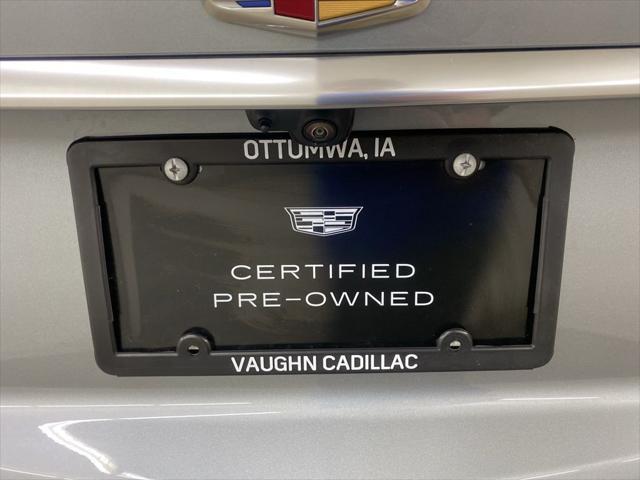 OTTUMWA, IA
CERTIFIED
PRE-OWNED
VAUGHN CADILLAC